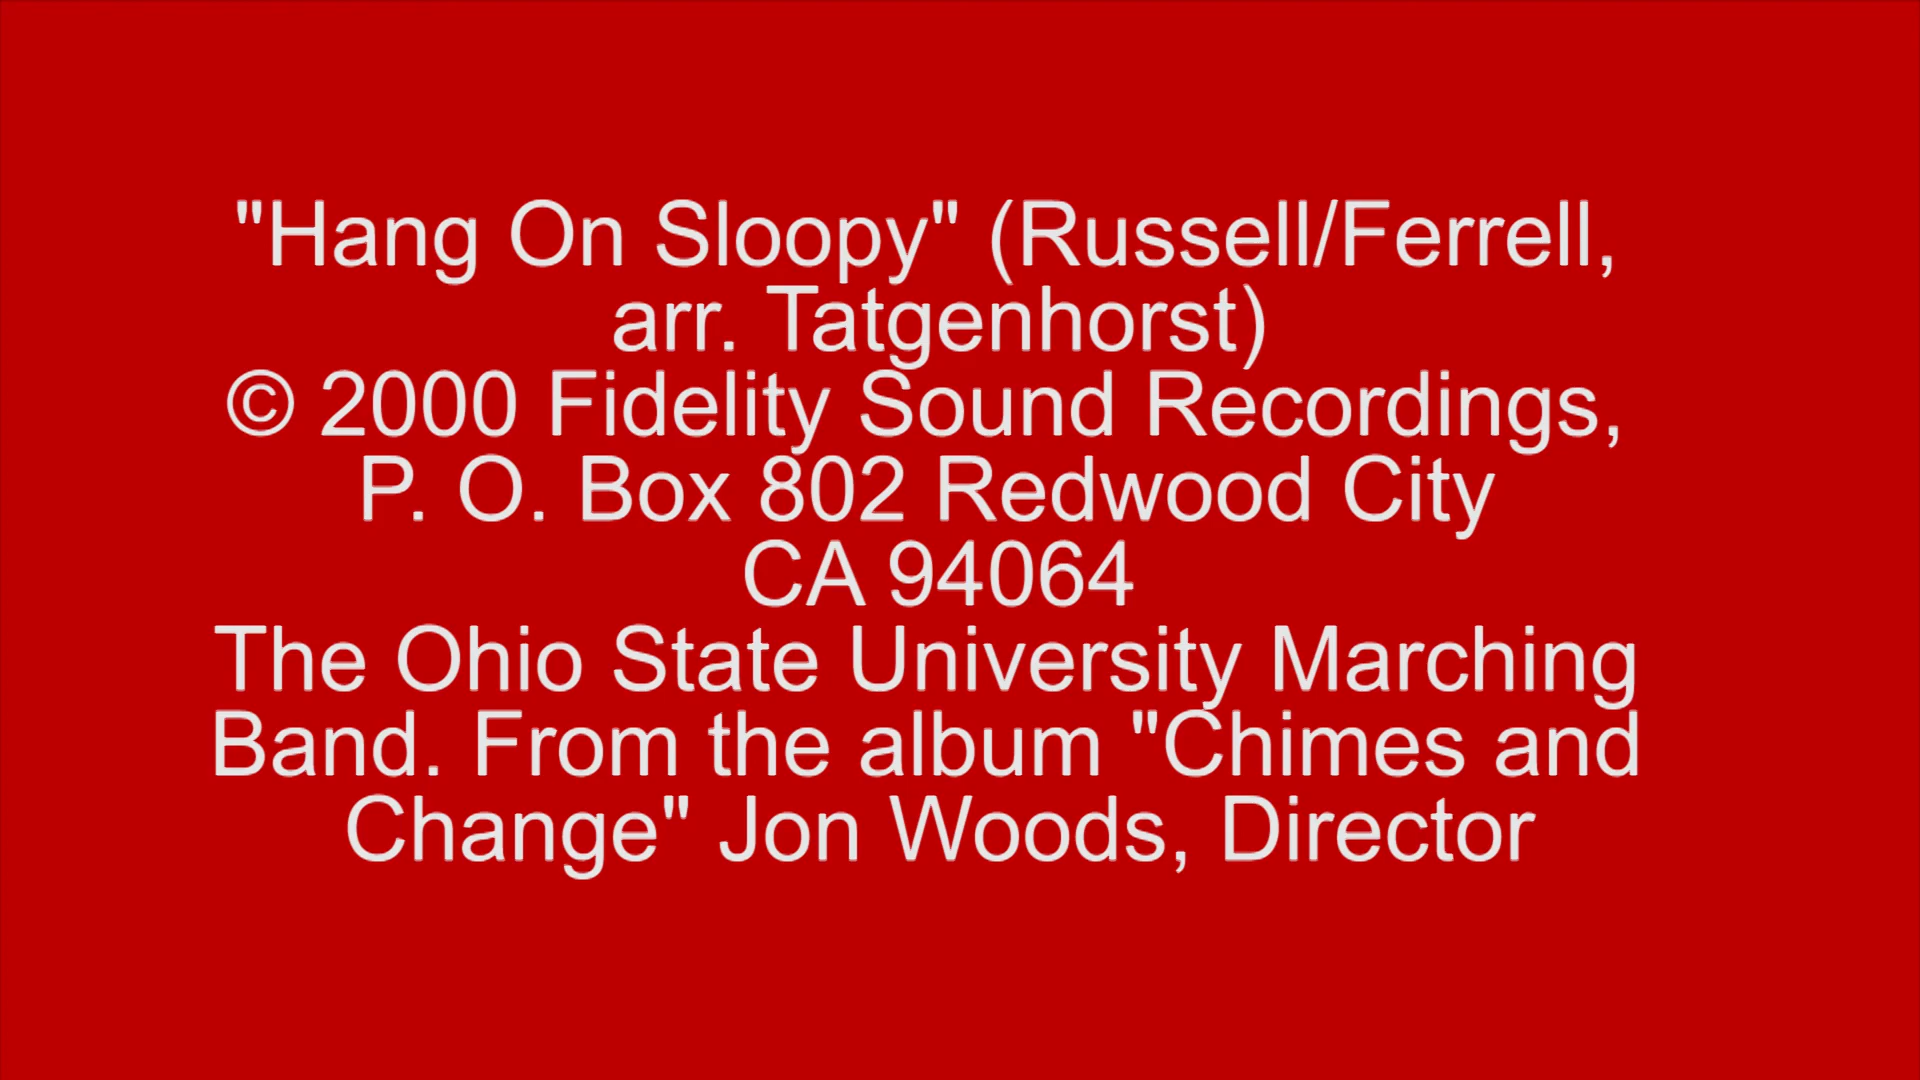 "Hang On Sloopy" (Russell/Ferrell,
arr. Tatgenhorst)
© 2000 Fidelity Sound Recordings,
P. O. Box 802 Redwood City
CA 94064
The Ohio State University Marching
Band. From the album "Chimes and
Change" Jon Woods, Director